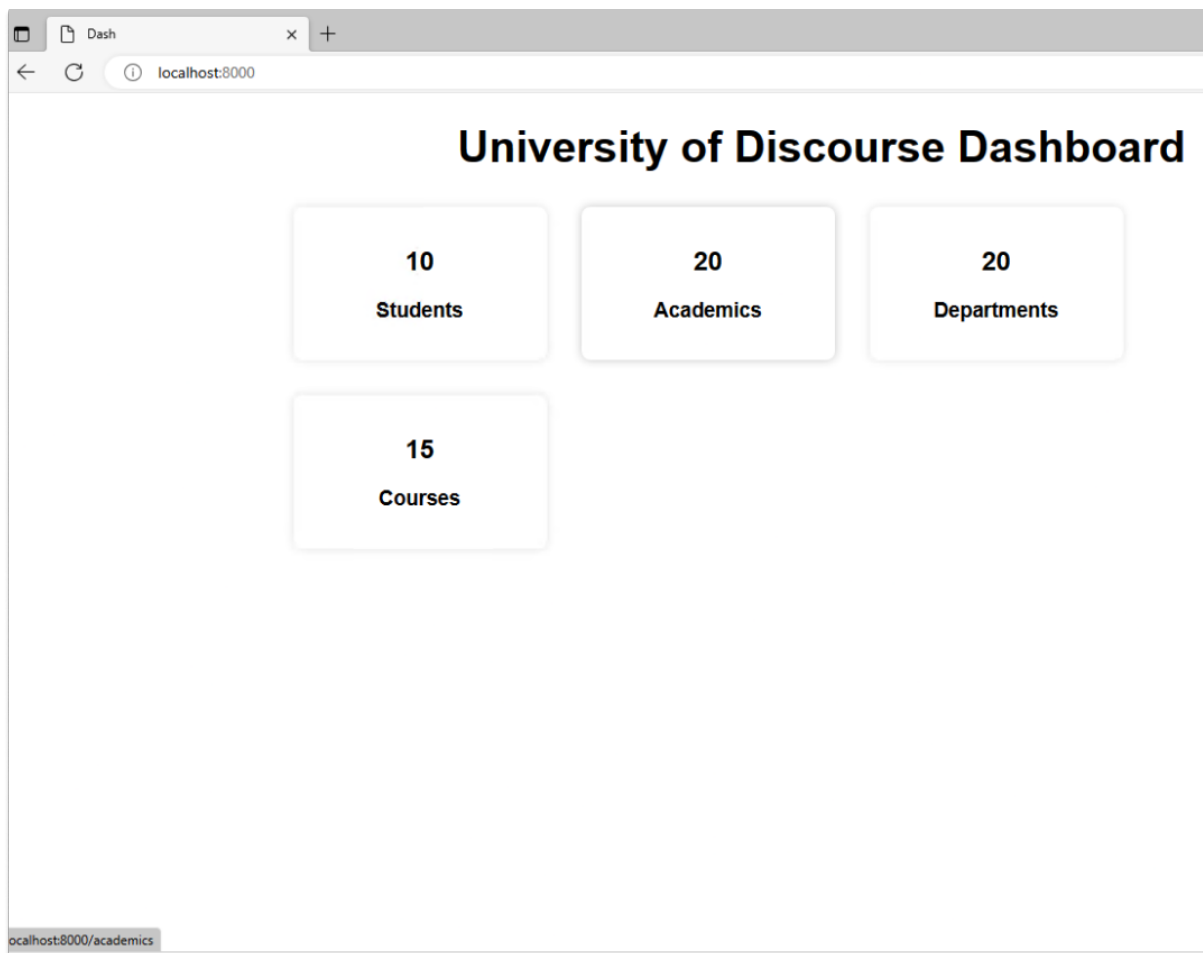 Dash
localhost:8000
University of Discourse Dashboard
10
Students
20
Academics
20
Departments
15
Courses
ocalhost:8000/academics